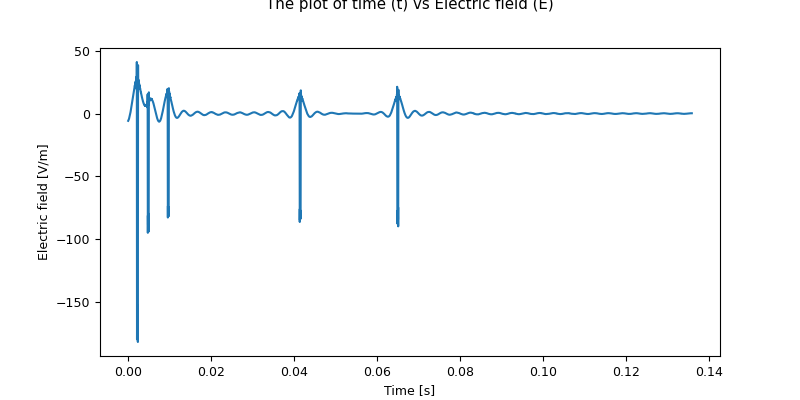 The plot of time (t) vs Electric field (E)
50
0
−50
−100
−150
Electric field [V/m]
0.00 0.02 0.04 0.06 0.08 0.10 0.12 0.14
Time [s]